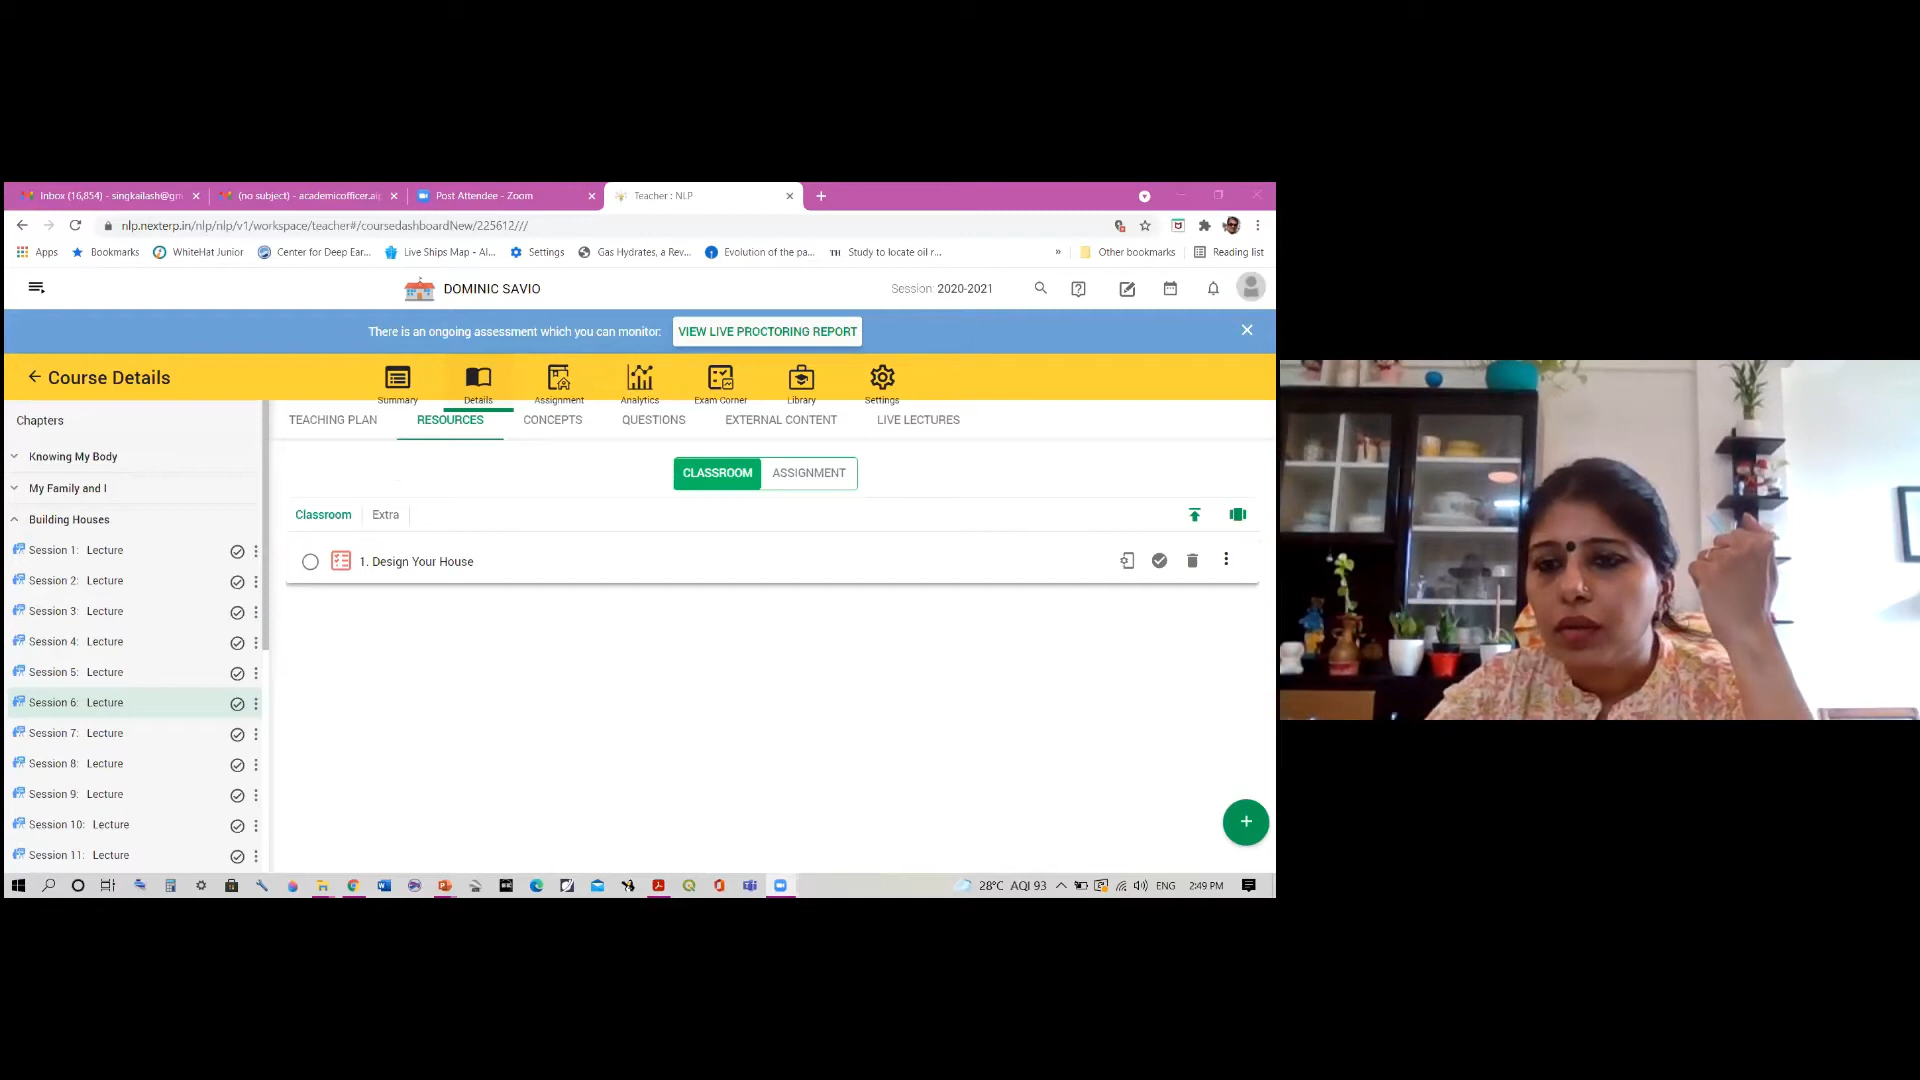 Inbox (16,854) - singkailash@gm
(no subject) - academicofficer.aip
Post Attendee - Zoom
Teacher : NLP
nlp.nexterp.in/nlp/nlp/v1/workspace/teacher#/coursedashboardNew/225612///
Apps
Bookmarks
WhiteHat Junior
Center for Deep Ear...
Live Ships Map - AI...
Settings
Gas Hydrates, a Rev...
Evolution of the pa...
TH Study to locate oil r...
»
Other bookmarks
Reading list
DOMINIC SAVIO
Session: 2020-2021
There is an ongoing assessment which you can monitor:
VIEW LIVE PROCTORING REPORT
Course Details
Summary
Details
Assignment
Analytics
Exam Corner
Library
Settings
Chapters
TEACHING PLAN
RESOURCES
CONCEPTS
QUESTIONS
EXTERNAL CONTENT
LIVE LECTURES
Knowing My Body
My Family and I
Building Houses
Session 1: Lecture
Session 2: Lecture
Session 3: Lecture
Session 4: Lecture
Session 5: Lecture
Session 6: Lecture
Session 7: Lecture
Session 8: Lecture
Session 9: Lecture
Session 10: Lecture
Session 11: Lecture
CLASSROOM
ASSIGNMENT
Classroom
Extra
1. Design Your House
28°C AQI 93
ENG
2:49 PM